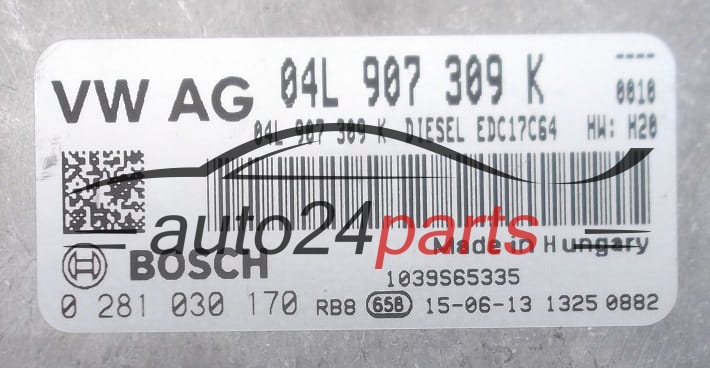 ----
VW AG 04L 907 309 K 0010
04L 907 309 K DIESEL EDC17C64 HW: H20
auto24parts
Made in Hungary
BOSCH 1039S65335
0 281 030 170 RB8 658 15-06-13 1325 0882